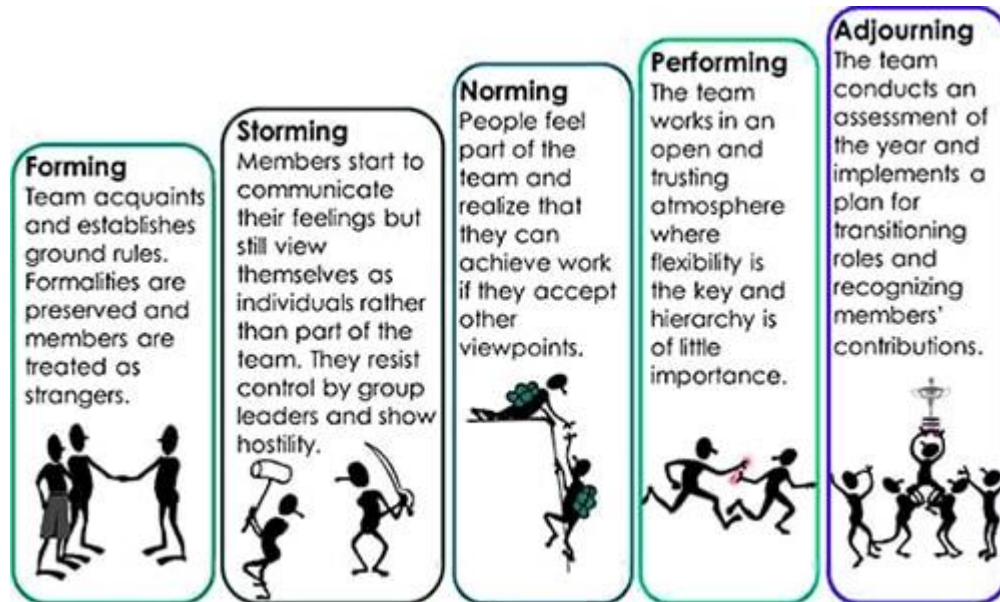 Forming
Team acquaints
and establishes
ground rules.
Formalities are
preserved and
members are
treated as
strangers.
Storming
Members start to
communicate
their feelings but
still view
themselves as
individuals rather
than part of the
team. They resist
control by group
leaders and show
hostility.
Norming
People feel
part of the
team and
realize that
they can
achieve work
if they accept
other
viewpoints.
Performing
The team
works in an
open and
trusting
atmosphere
where
flexibility is
the key and
hierarchy is
of little
importance.
Adjourning
The team
conducts an
assessment of
the year and
implements a
plan for
transitioning
roles and
recognizing
members'
contributions.